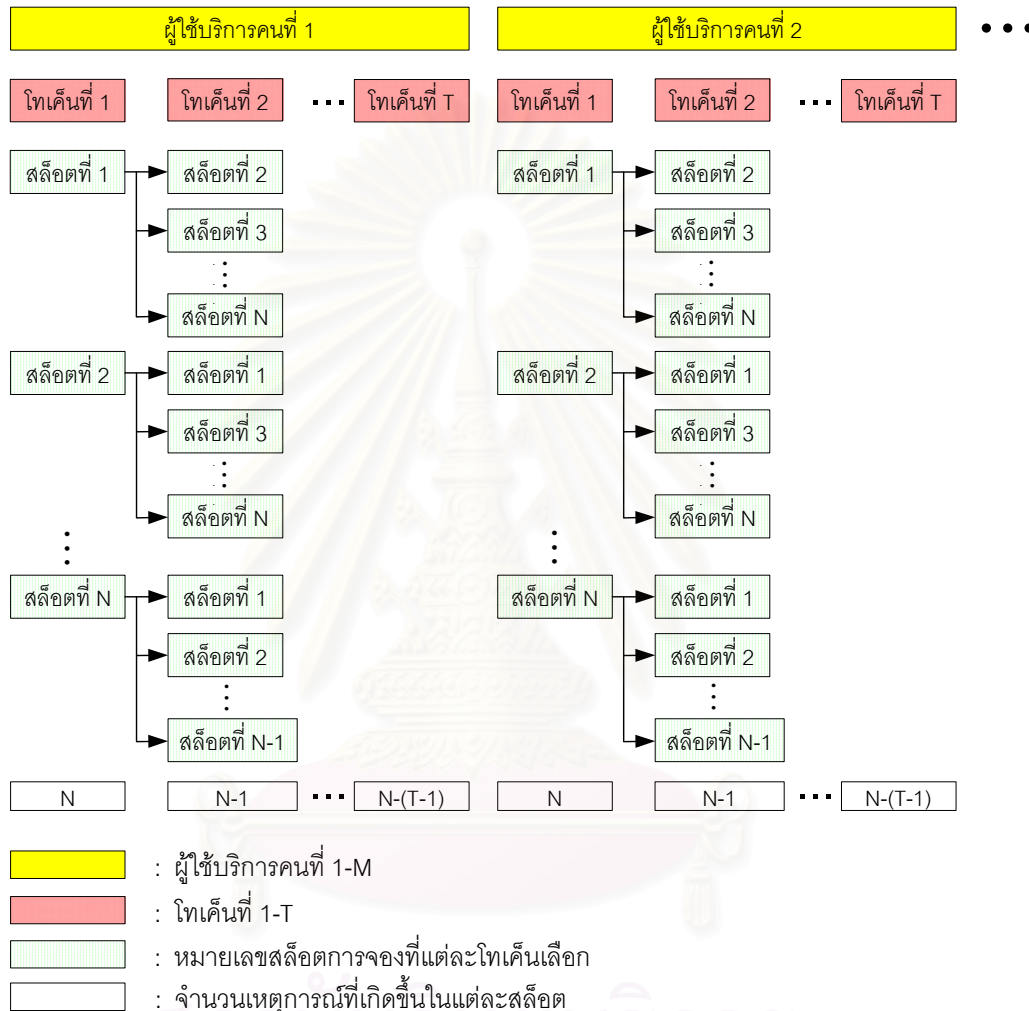 ผู้ใช้บริการคนที่ 1 ผู้ใช้บริการคนที่ 2 •••
โทเค็นที่ 1 โทเค็นที่ 2 ... โทเค็นที่ T โทเค็นที่ 1 โทเค็นที่ 2 ... โทเค็นที่ T
สล็อตที่ 1 สล็อตที่ 2 สล็อตที่ 1 สล็อตที่ 2
สล็อตที่ 3 สล็อตที่ 3
สล็อตที่ N สล็อตที่ N
สล็อตที่ 2 สล็อตที่ 1 สล็อตที่ 2 สล็อตที่ 1
สล็อตที่ 3 สล็อตที่ 3
สล็อตที่ N สล็อตที่ N
สล็อตที่ N สล็อตที่ 1 สล็อตที่ N สล็อตที่ 1
สล็อตที่ 2 สล็อตที่ 2
สล็อตที่ N-1 สล็อตที่ N-1
N N-1 ... N-(T-1) N N-1 ... N-(T-1)
: ผู้ใช้บริการคนที่ 1-M
: โทเค็นที่ 1-T
: หมายเลขสล็อตการจองที่แต่ละโทเค็นเลือก
: จำนวนเหตุการณ์ที่เกิดขึ้นในแต่ละสล็อต